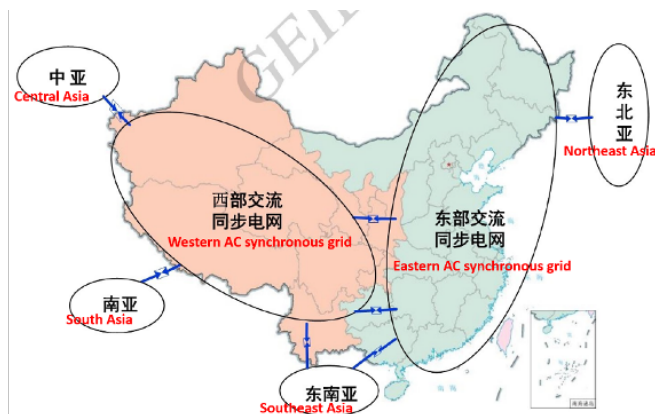 GEI
中亚
Central Asia
东
北
亚
Northeast Asia
西部交流
同步电网
Western AC synchronous grid
东部交流
同步电网
Eastern AC synchronous grid
南亚
South Asia
东南亚
Southeast Asia